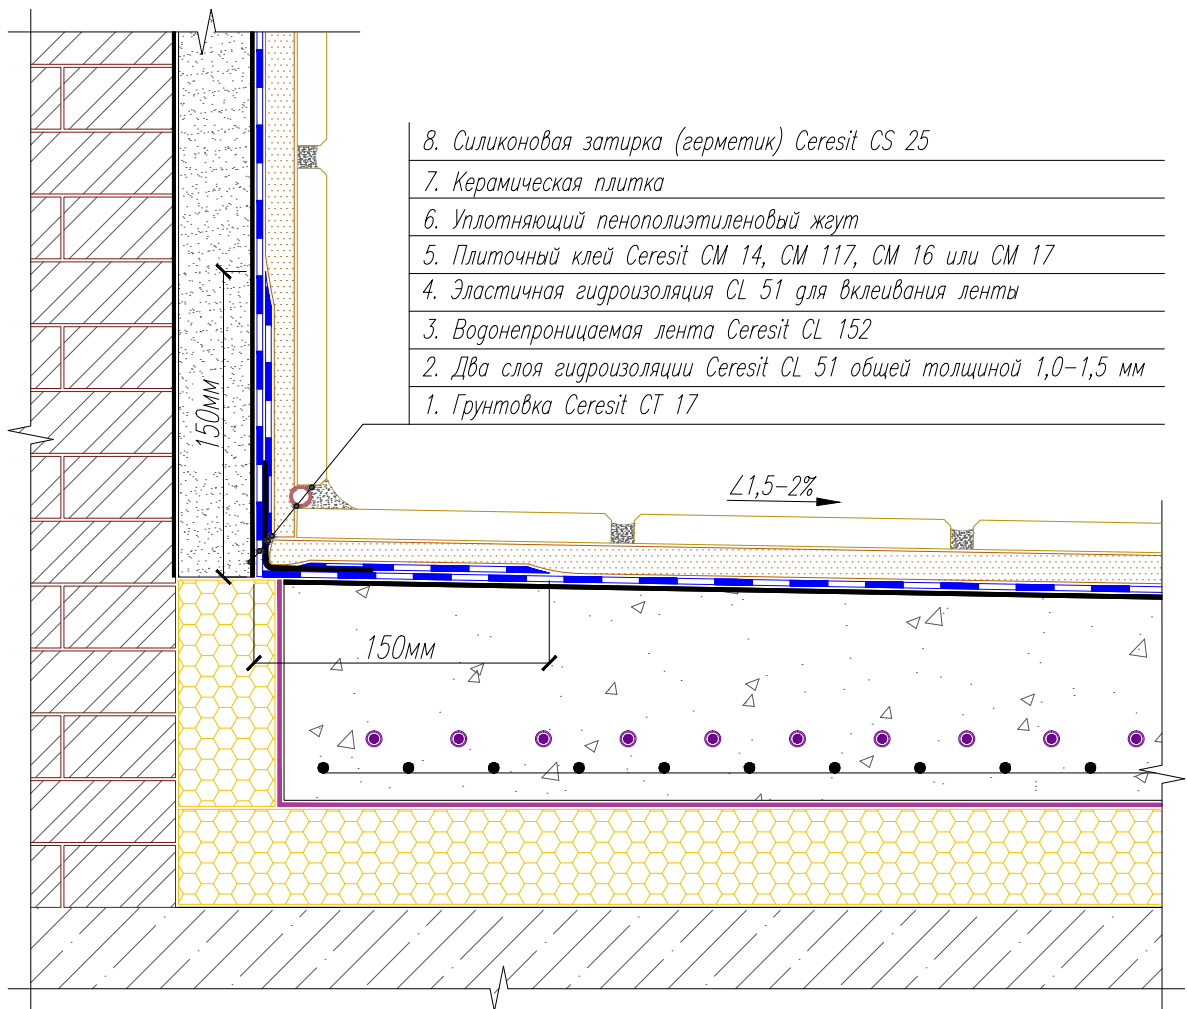 8. Силиконовая затирка (герметик) Ceresit CS 25
7. Керамическая плитка
6. Уплотняющий пенополиэтиленовый жгут
5. Плиточный клей Ceresit CM 14, CM 117, CM 16 или CM 17
4. Эластичная гидроизоляция CL 51 для вклеивания ленты
3. Водонепроницаемая лента Ceresit CL 152
2. Два слоя гидроизоляции Ceresit CL 51 общей толщиной 1,0–1,5 мм
1. Грунтовка Ceresit CT 17
150мм
∠1,5–2%
150мм